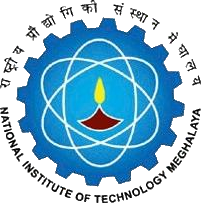 राष्ट्रीय प्रौद्योगिकी संस्थान मेघालय
NATIONAL INSTITUTE OF TECHNOLOGY MEGHALAYA